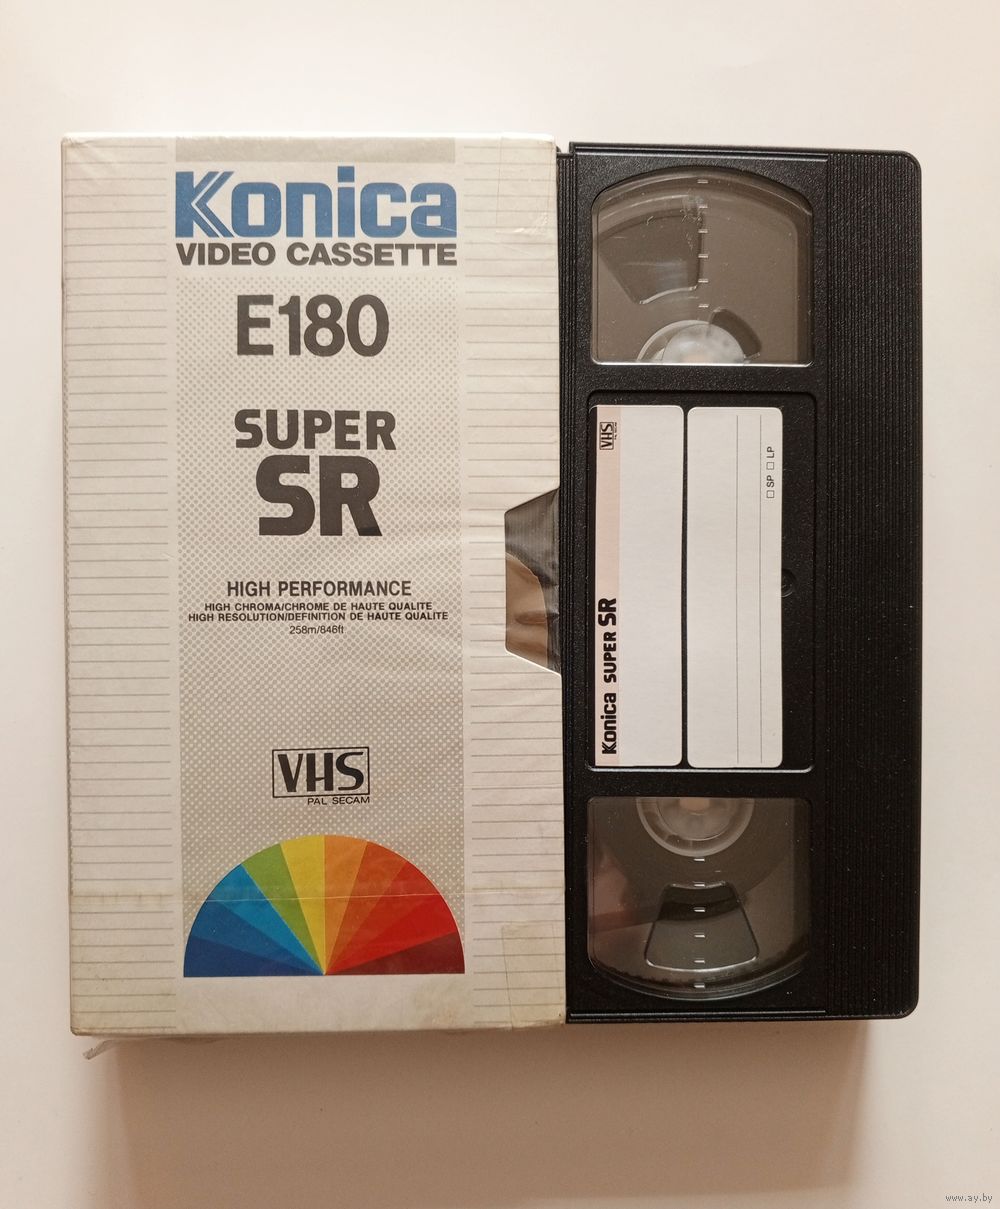 Konica
VIDEO CASSETTE
E180
SUPER
SR
HIGH PERFORMANCE
HIGH CHROMA/CHROME DE HAUTE QUALITE
HIGH RESOLUTION/DEFINITION DE HAUTE QUALITE
258m/846ft
VHS
PAL SECAM
VHS
Konica SUPER SR
SP LP
www.ay.by